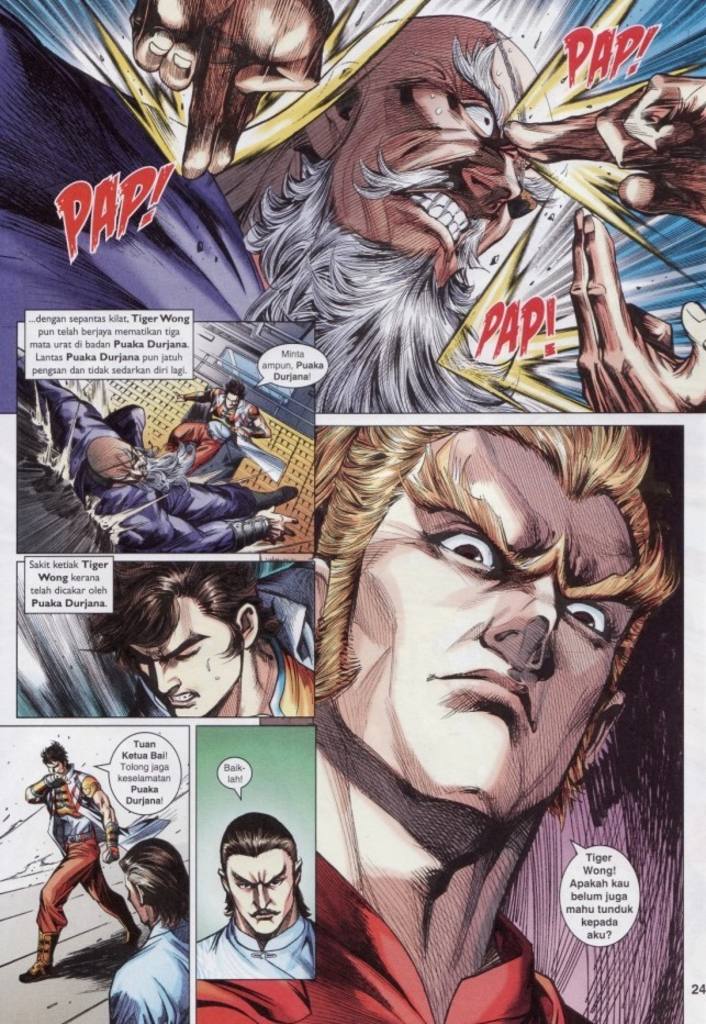 PAP!
PAP!
PAP!
...dengan sepantas kilat, Tiger Wong
pun telah berjaya mematikan tiga
mata urat di badan Puaka Durjana.
Lantas Puaka Durjana pun jatuh
pengsan dan tidak sedarkan diri lagi.
Minta
ampun, Puaka
Durjana!
Sakit ketiak Tiger
Wong kerana
telah dicakar oleh
Puaka Durjana.
Tuan
Ketua Bai!
Tolong jaga
keselamatan
Puaka
Durjana!
Baik-
lah!
Tiger
Wong!
Apakah kau
belum juga
mahu tunduk
kepada
aku?
24